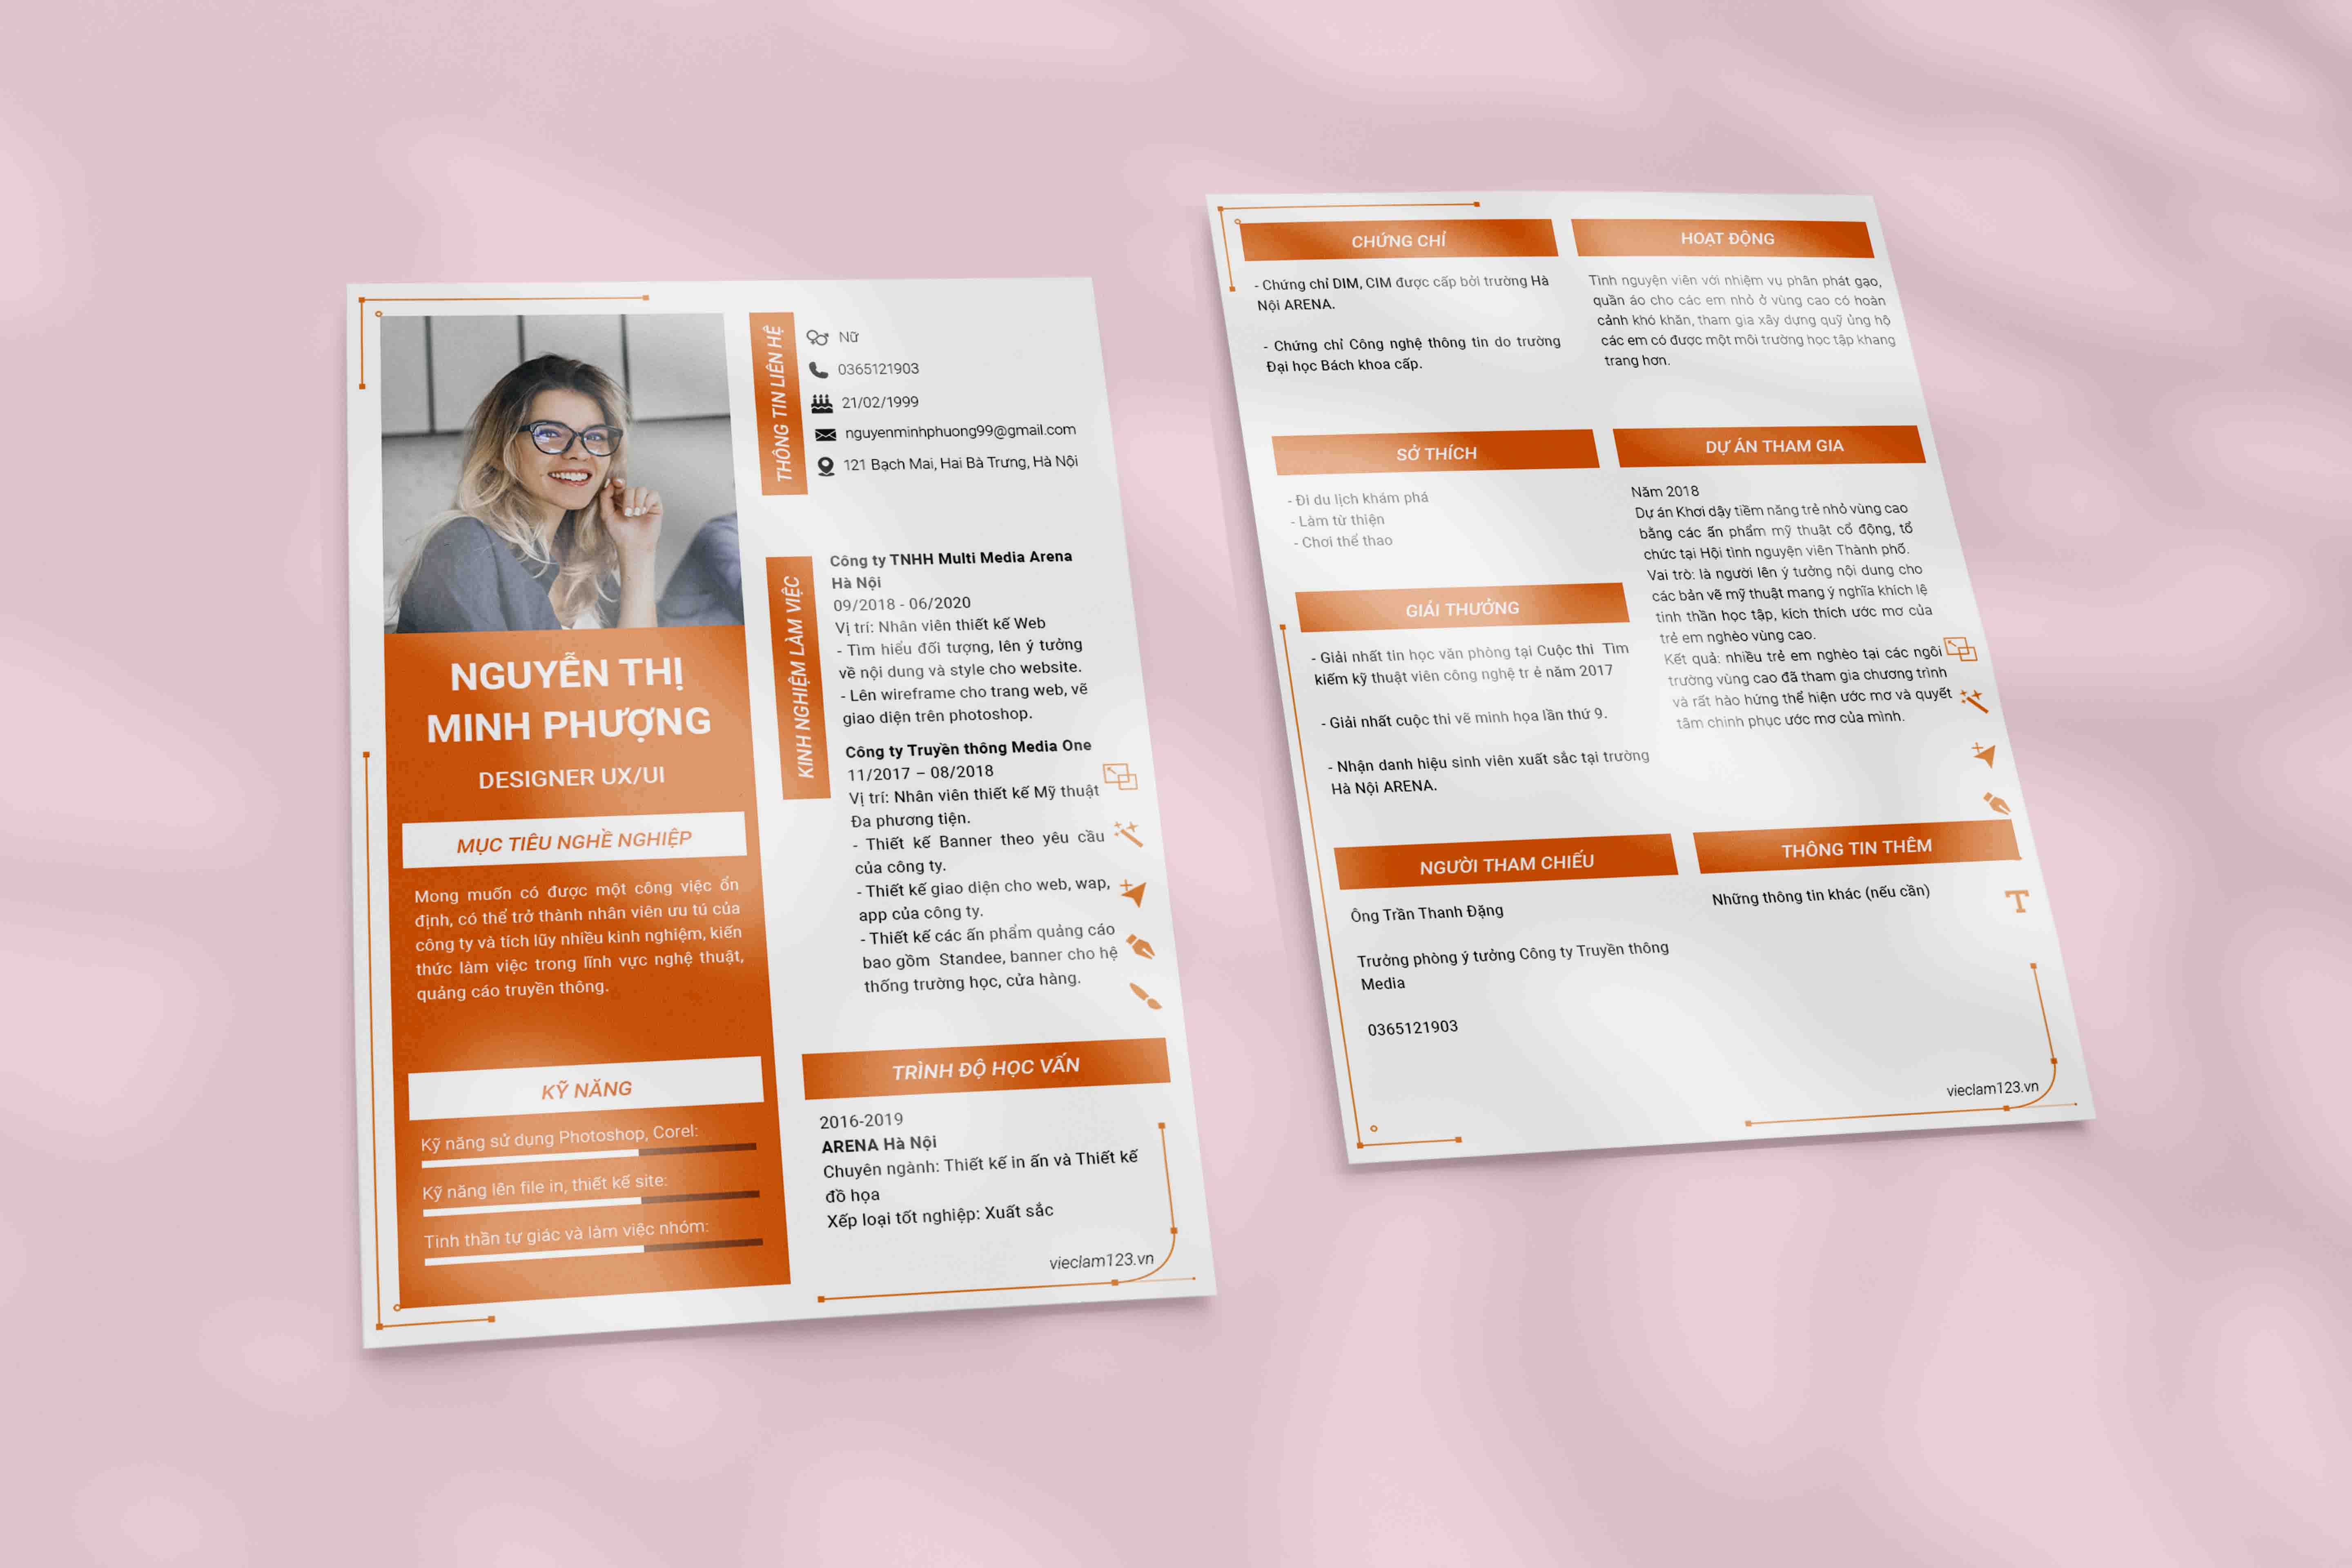 NGUYỄN THỊ
MINH PHƯỢNG
DESIGNER UX/UI
MỤC TIÊU NGHỀ NGHIỆP
Mong muốn có được một công việc ổn
định, có thể trở thành nhân viên ưu tú của
công ty và tích lũy nhiều kinh nghiệm, kiến
thức làm việc trong lĩnh vực nghệ thuật,
quảng cáo truyền thông.
KỸ NĂNG
Kỹ năng sử dụng Photoshop, Corel:
Kỹ năng lên file in, thiết kế site:
Tinh thần tự giác và làm việc nhóm:
THÔNG TIN LIÊN HỆ
Nữ
0365121903
21/02/1999
nguyenminhphuong99@gmail.com
121 Bạch Mai, Hai Bà Trưng, Hà Nội
KINH NGHIỆM LÀM VIỆC
Công ty TNHH Multi Media Arena
Hà Nội
09/2018 - 06/2020
Vị trí: Nhân viên thiết kế Web
- Tìm hiểu đối tượng, lên ý tưởng
về nội dung và style cho website.
- Lên wireframe cho trang web, vẽ
giao diện trên photoshop.
Công ty Truyền thông Media One
11/2017 – 08/2018
Vị trí: Nhân viên thiết kế Mỹ thuật
Đa phương tiện.
- Thiết kế Banner theo yêu cầu
của công ty.
- Thiết kế giao diện cho web, wap,
app của công ty.
- Thiết kế các ấn phẩm quảng cáo
bao gồm Standee, banner cho hệ
thống trường học, cửa hàng.
TRÌNH ĐỘ HỌC VẤN
2016-2019
ARENA Hà Nội
Chuyên ngành: Thiết kế in ấn và Thiết kế
đồ họa
Xếp loại tốt nghiệp: Xuất sắc
vieclam123.vn
CHỨNG CHỈ
- Chứng chỉ DIM, CIM được cấp bởi trường Hà
Nội ARENA.
- Chứng chỉ Công nghệ thông tin do trường
Đại học Bách khoa cấp.
SỞ THÍCH
- Đi du lịch khám phá
- Làm từ thiện
- Chơi thể thao
GIẢI THƯỞNG
- Giải nhất tin học văn phòng tại Cuộc thi Tìm
kiếm kỹ thuật viên công nghệ tr ẻ năm 2017
- Giải nhất cuộc thi vẽ minh họa lần thứ 9.
- Nhận danh hiệu sinh viên xuất sắc tại trường
Hà Nội ARENA.
NGƯỜI THAM CHIẾU
Ông Trần Thanh Đặng
Trưởng phòng ý tưởng Công ty Truyền thông
Media
0365121903
HOẠT ĐỘNG
Tình nguyện viên với nhiệm vụ phân phát gạo,
quần áo cho các em nhỏ ở vùng cao có hoàn
cảnh khó khăn, tham gia xây dựng quỹ ủng hộ
các em có được một môi trường học tập khang
trang hơn.
DỰ ÁN THAM GIA
Năm 2018
Dự án Khơi dậy tiềm năng trẻ nhỏ vùng cao
bằng các ấn phẩm mỹ thuật cổ động, tổ
chức tại Hội tình nguyện viên Thành phố.
Vai trò: là người lên ý tưởng nội dung cho
các bản vẽ mỹ thuật mang ý nghĩa khích lệ
tinh thần học tập, kích thích ước mơ của
trẻ em nghèo vùng cao.
Kết quả: nhiều trẻ em nghèo tại các ngôi
trường vùng cao đã tham gia chương trình
và rất hào hứng thể hiện ước mơ và quyết
tâm chinh phục ước mơ của mình.
THÔNG TIN THÊM
Những thông tin khác (nếu cần)
T
vieclam123.vn